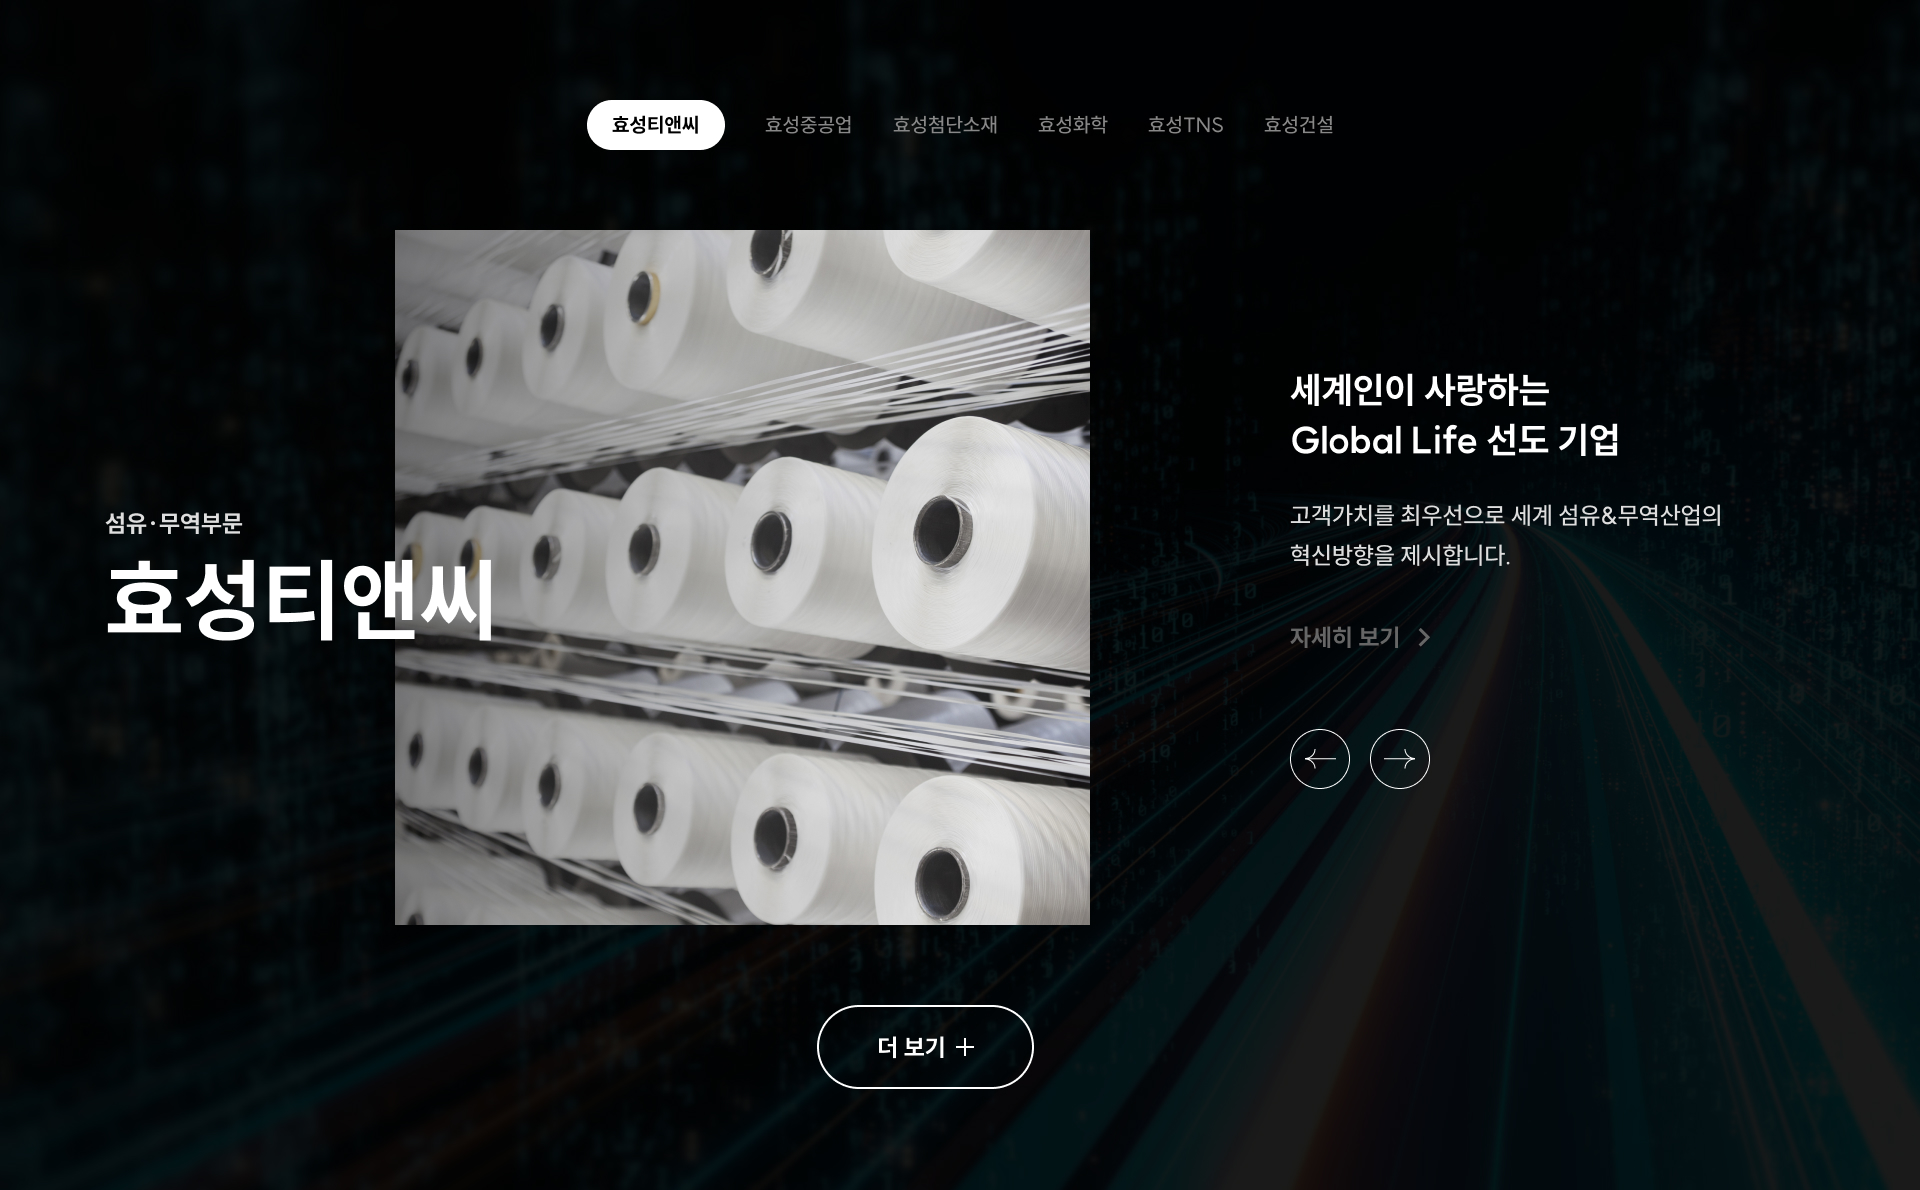 효성티앤씨 효성중공업 효성첨단소재 효성화학 효성TNS 효성건설
섬유·무역부문
효성티앤씨
세계인이 사랑하는
Global Life 선도 기업
고객가치를 최우선으로 세계 섬유&무역산업의
혁신방향을 제시합니다.
자세히 보기
더 보기